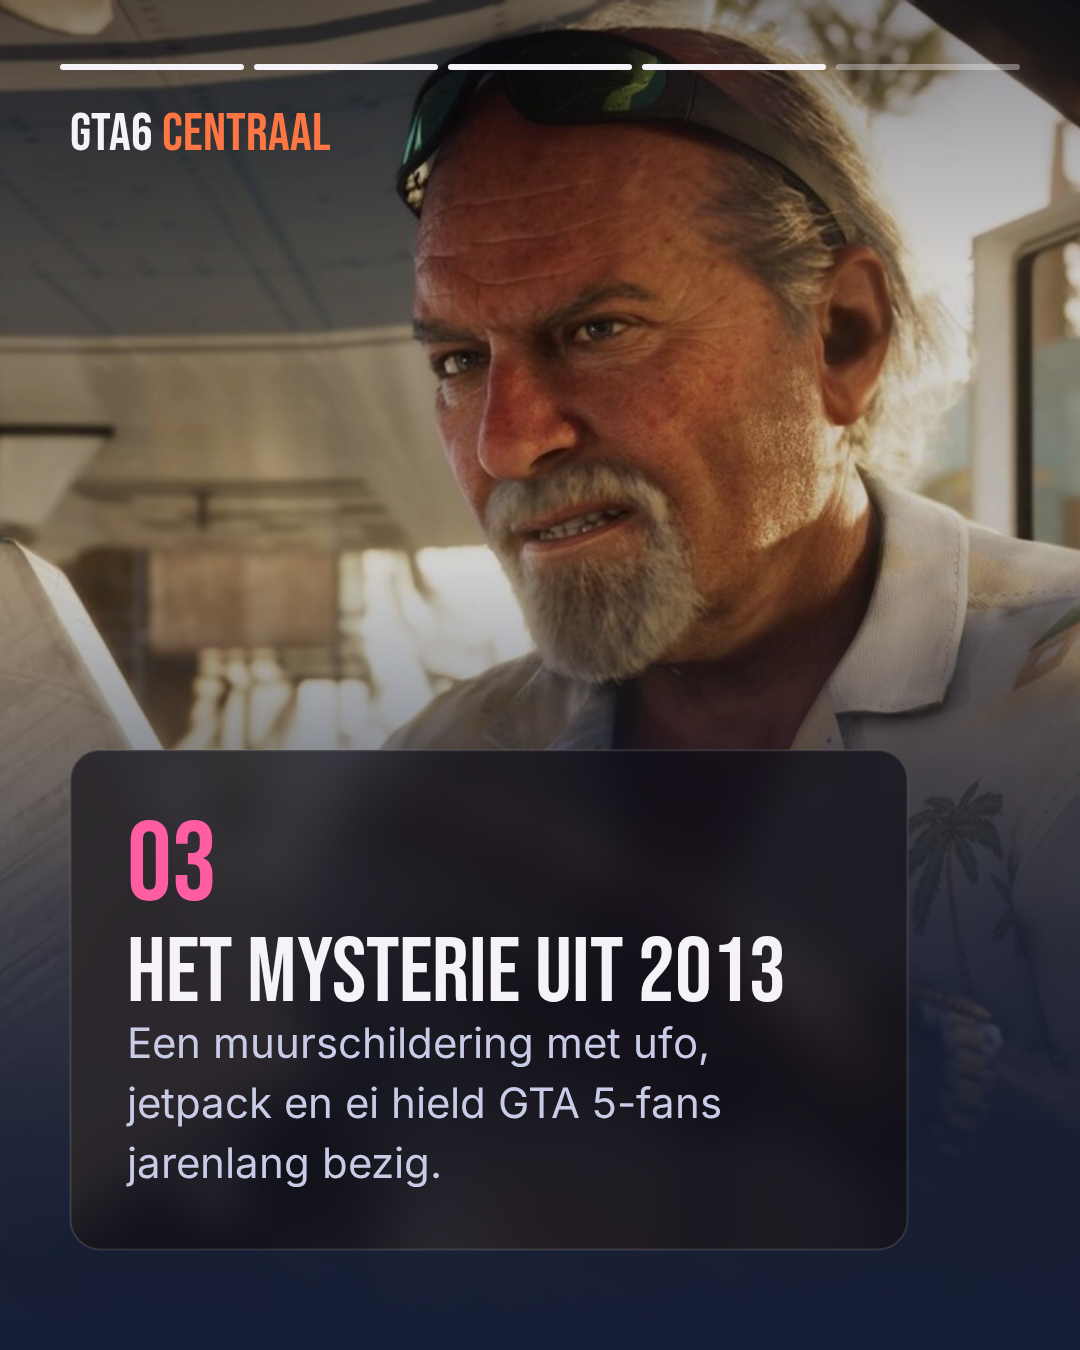 GTA6 CENTRAAL
03
HET MYSTERIE UIT 2013
Een muurschildering met ufo,
jetpack en ei hield GTA 5-fans
jarenlang bezig.